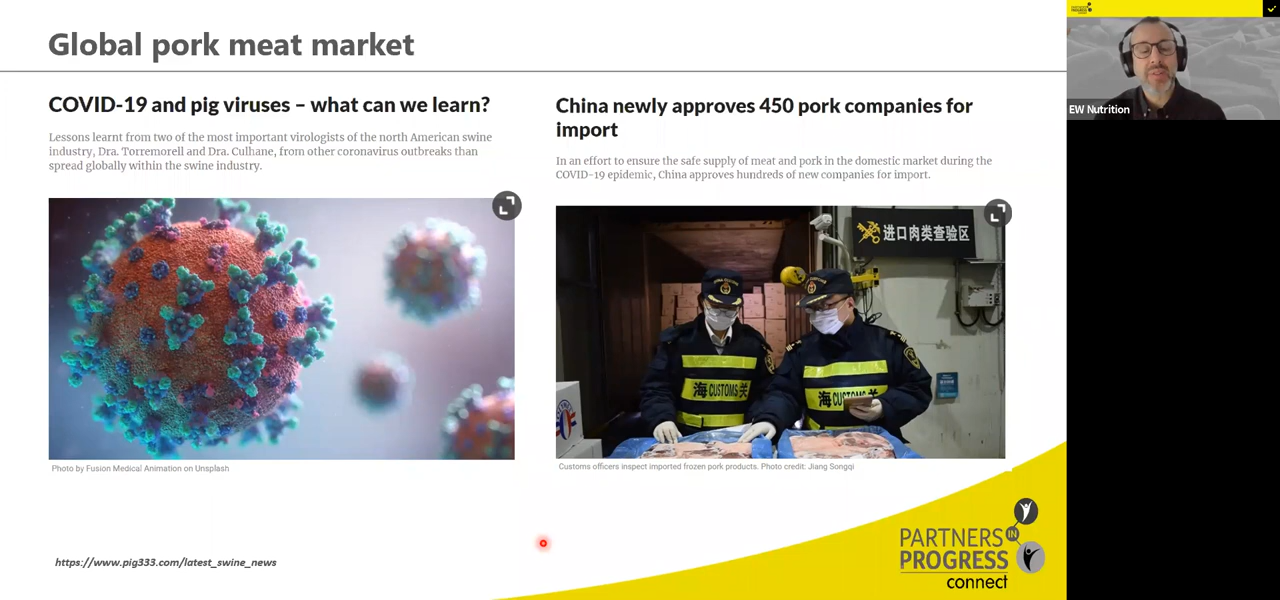 Global pork meat market
COVID-19 and pig viruses – what can we learn?
Lessons learnt from two of the most important virologists of the north American swine
industry, Dra. Torremorell and Dra. Culhane, from other coronavirus outbreaks than
spread globally within the swine industry.
Photo by Fusion Medical Animation on Unsplash
China newly approves 450 pork companies for
import
In an effort to ensure the safe supply of meat and pork in the domestic market during the
COVID-19 epidemic, China approves hundreds of new companies for import.
进口肉类查验区
海 CUSTOMS 关
海 CUSTOMS 关
Customs officers inspect imported frozen pork products. Photo credit: Jiang Songqi
https://www.pig333.com/latest_swine_news
PARTNERS IN
PROGRESS
connect
EW Nutrition